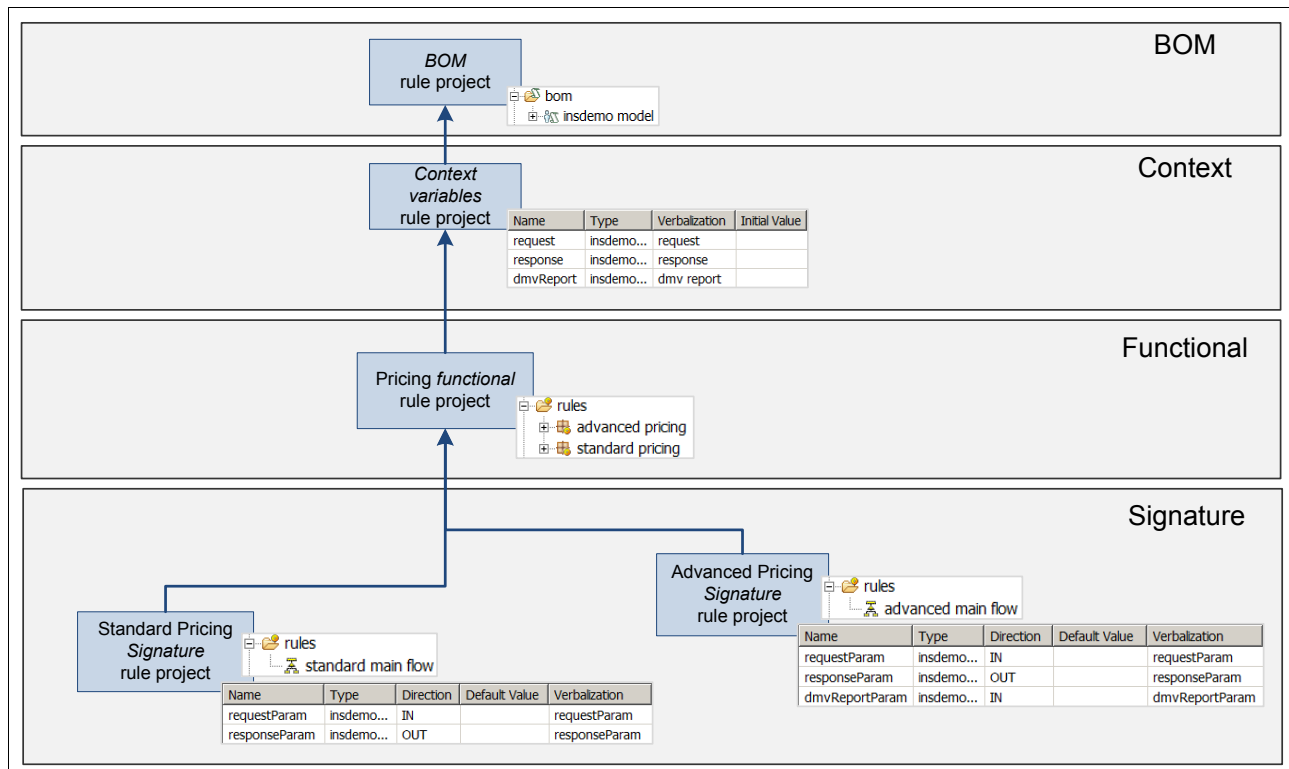 BOM
BOM
rule project
bom
insdemo model
Context
Context
variables
rule project
Name Type Verbalization Initial Value
request insdemo... request
response insdemo... response
dmvReport insdemo... dmv report
Functional
Pricing functional
rule project
rules
advanced pricing
standard pricing
Signature
Advanced Pricing
Signature
rule project
rules
advanced main flow
Name Type Direction Default Value Verbalization
requestParam insdemo... IN requestParam
responseParam insdemo... OUT responseParam
dmvReportParam insdemo... IN dmvReportParam
Standard Pricing
Signature
rule project
rules
standard main flow
Name Type Direction Default Value Verbalization
requestParam insdemo... IN requestParam
responseParam insdemo... OUT responseParam